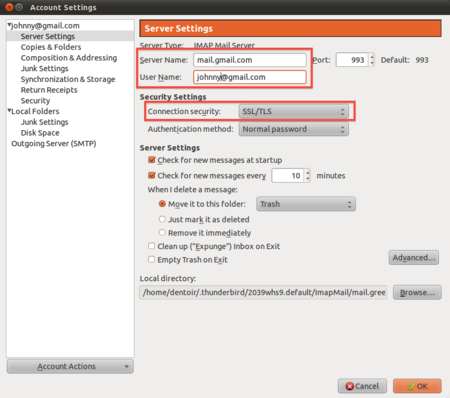 Account Settings
johnny@gmail.com
Server Settings
Copies & Folders
Composition & Addressing
Junk Settings
Synchronization & Storage
Return Receipts
Security
Local Folders
Junk Settings
Disk Space
Outgoing Server (SMTP)
Account Actions
Server Settings
Server Type: IMAP Mail Server
Server Name: mail.gmail.com Port: 993 Default: 993
User Name: johnny@gmail.com
Security Settings
Connection security: SSL/TLS
Authentication method: Normal password
Server Settings
Check for new messages at startup
Check for new messages every 10 minutes
When I delete a message:
Move it to this folder: Trash
Just mark it as deleted
Remove it immediately
Clean up ("Expunge") Inbox on Exit
Empty Trash on Exit
Advanced...
Local directory:
/home/dentoir/.thunderbird/2039whs9.default/ImapMail/mail.gree
Browse...
Cancel
OK